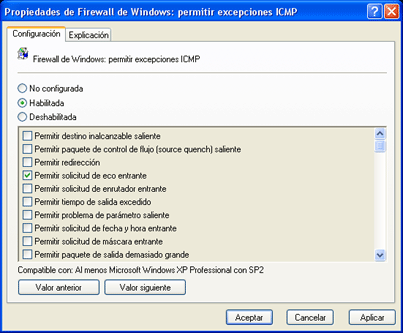 Propiedades de Firewall de Windows: permitir excepciones ICMP
Configuración
Explicación
Firewall de Windows: permitir excepciones ICMP
No configurada
Habilitada
Deshabilitada
Permitir destino inalcanzable saliente
Permitir paquete de control de flujo (source quench) saliente
Permitir redirección
Permitir solicitud de eco entrante
Permitir solicitud de enrutador entrante
Permitir tiempo de salida excedido
Permitir problema de parámetro saliente
Permitir solicitud de fecha y hora entrante
Permitir solicitud de máscara entrante
Permitir paquete de salida demasiado grande
Compatible con: Al menos Microsoft Windows XP Professional con SP2
Valor anterior
Valor siguiente
Aceptar
Cancelar
Aplicar